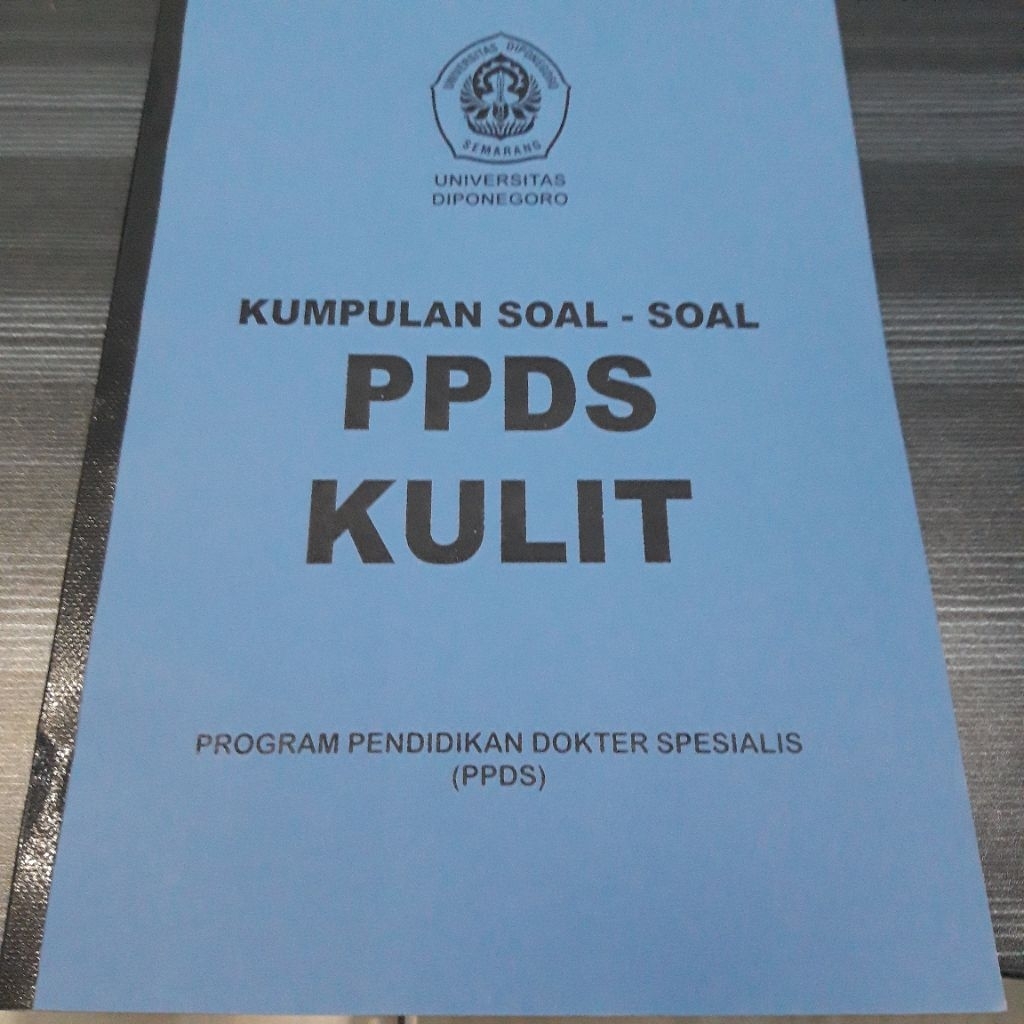 UNIVERSITAS DIPONEGORO
SEMARANG
UNIVERSITAS
DIPONEGORO
KUMPULAN SOAL - SOAL
PPDS
KULIT
PROGRAM PENDIDIKAN DOKTER SPESIALIS
(PPDS)